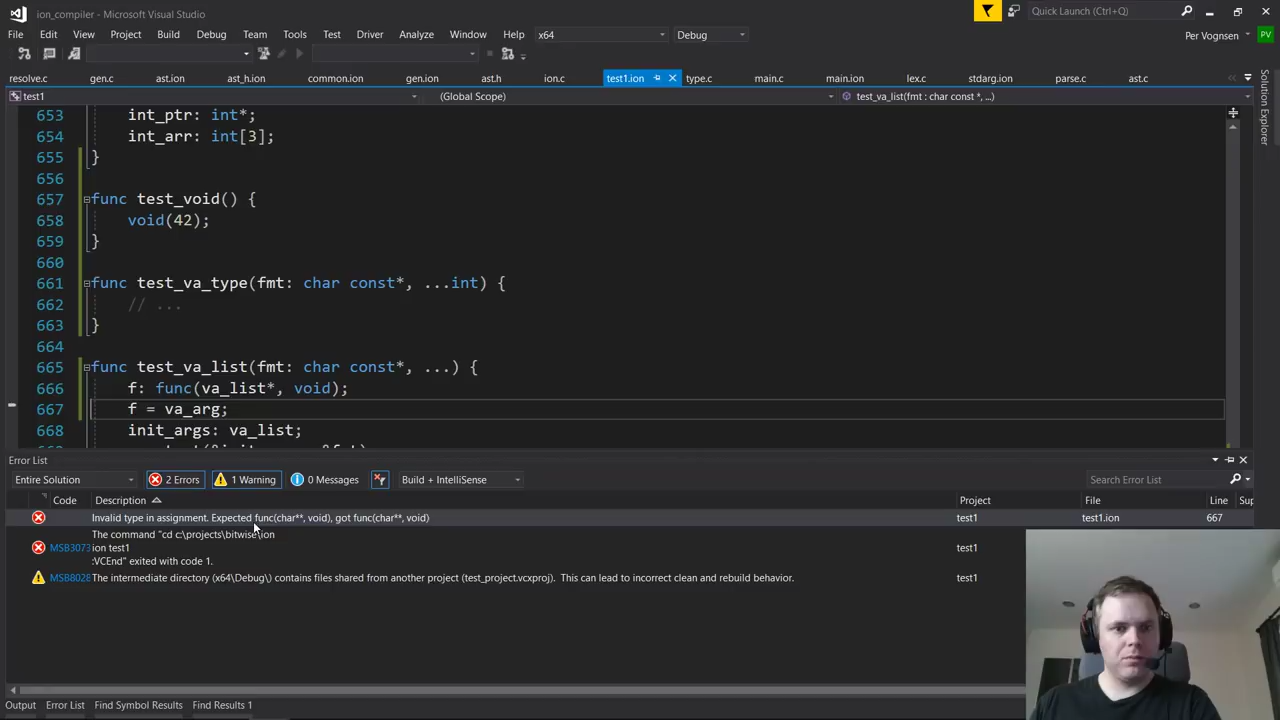 ion_compiler - Microsoft Visual Studio
Quick Launch (Ctrl+Q)
File Edit View Project Build Debug Team Tools Test Driver Analyze Window Help x64 Debug
Per Vognsen PV
resolve.c gen.c ast.ion ast_h.ion common.ion gen.ion ast.h ion.c test1.ion type.c main.c main.ion lex.c stdarg.ion parse.c ast.c
test1 (Global Scope) test_va_list(fmt : char const *, ...)
Solution Explorer
653 int_ptr: int*;
654 int_arr: int[3];
655 }
656
657 func test_void() {
658 void(42);
659 }
660
661 func test_va_type(fmt: char const*, ...int) {
662 // ...
663 }
664
665 func test_va_list(fmt: char const*, ...) {
666 f: func(va_list*, void);
667 f = va_arg;
668 init_args: va_list;
Error List
Entire Solution 2 Errors 1 Warning 0 Messages Build + IntelliSense Search Error List
Code Description Project File Line
Invalid type in assignment. Expected func(char**, void), got func(char**, void) test1 test1.ion 667
The command "cd c:\projects\bitwise\ion
MSB3073 ion test1 test1
:VCEnd" exited with code 1.
MSB8028 The intermediate directory (x64\Debug\) contains files shared from another project (test_project.vcxproj). This can lead to incorrect clean and rebuild behavior. test1
Output Error List Find Symbol Results Find Results 1